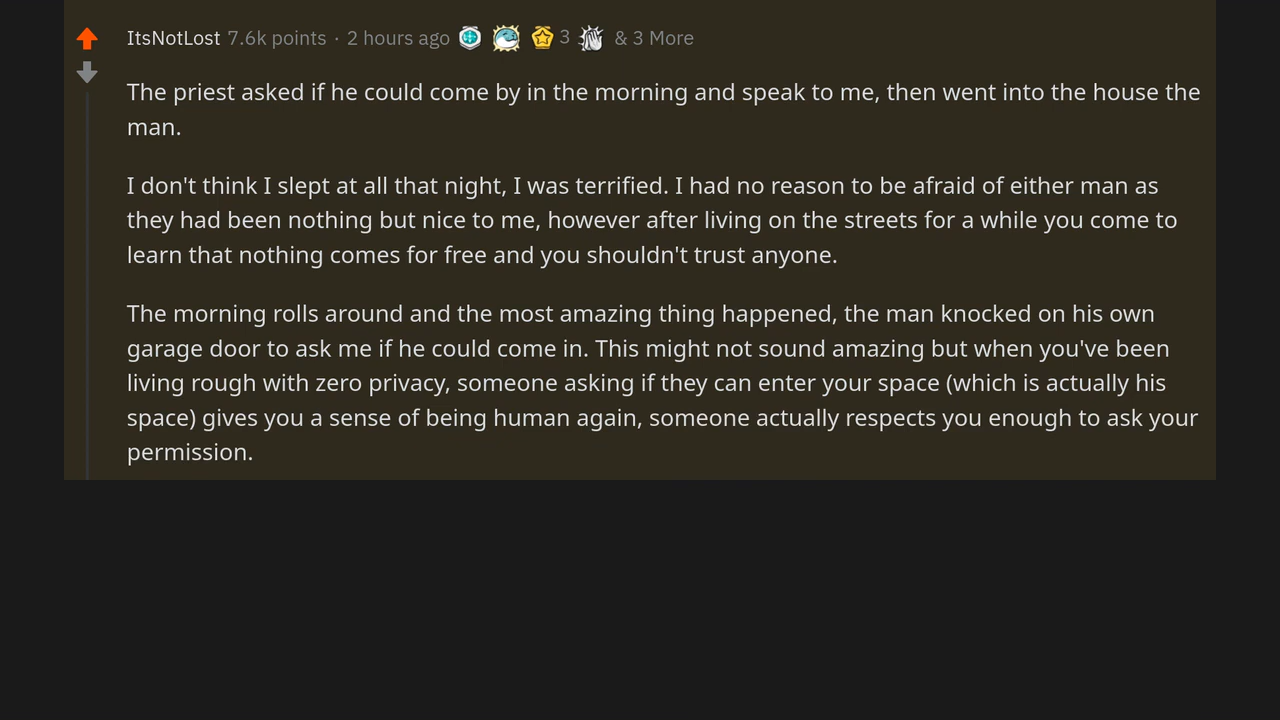 ItsNotLost 7.6k points · 2 hours ago 3 & 3 More
The priest asked if he could come by in the morning and speak to me, then went into the house the
man.
I don't think I slept at all that night, I was terrified. I had no reason to be afraid of either man as
they had been nothing but nice to me, however after living on the streets for a while you come to
learn that nothing comes for free and you shouldn't trust anyone.
The morning rolls around and the most amazing thing happened, the man knocked on his own
garage door to ask me if he could come in. This might not sound amazing but when you've been
living rough with zero privacy, someone asking if they can enter your space (which is actually his
space) gives you a sense of being human again, someone actually respects you enough to ask your
permission.